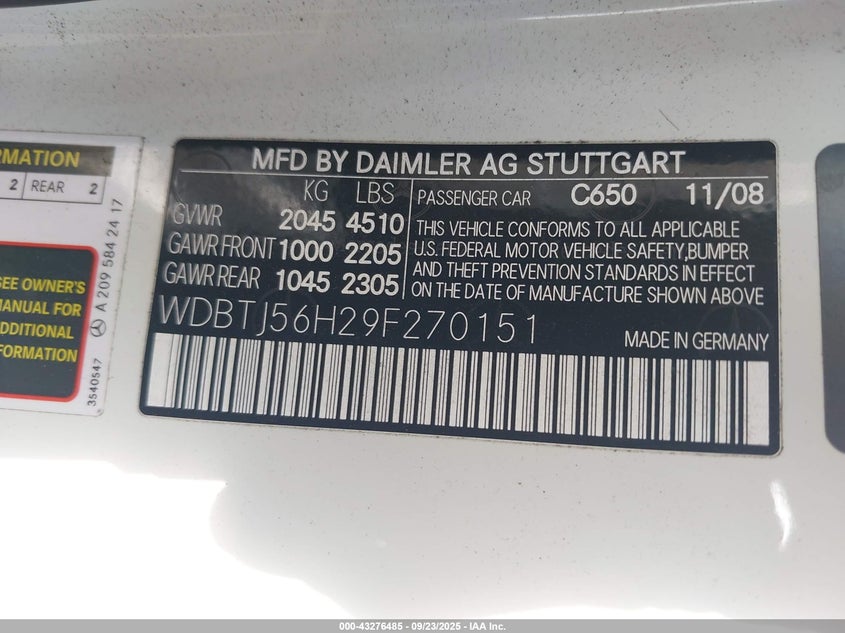 RMATION
2 REAR 2
SEE OWNER'S
MANUAL FOR
ADDITIONAL
FORMATION
3540547 A 209 584 24 17
MFD BY DAIMLER AG STUTTGART
KG LBS
GVWR 2045 4510
GAWR FRONT 1000 2205
GAWR REAR 1045 2305
PASSENGER CAR C650 11/08
THIS VEHICLE CONFORMS TO ALL APPLICABLE
U.S. FEDERAL MOTOR VEHICLE SAFETY,BUMPER
AND THEFT PREVENTION STANDARDS IN EFFECT
ON THE DATE OF MANUFACTURE SHOWN ABOVE
WDBTJ56H29F270151
MADE IN GERMANY
000-43276485 - 09/23/2025 - IAA Inc.